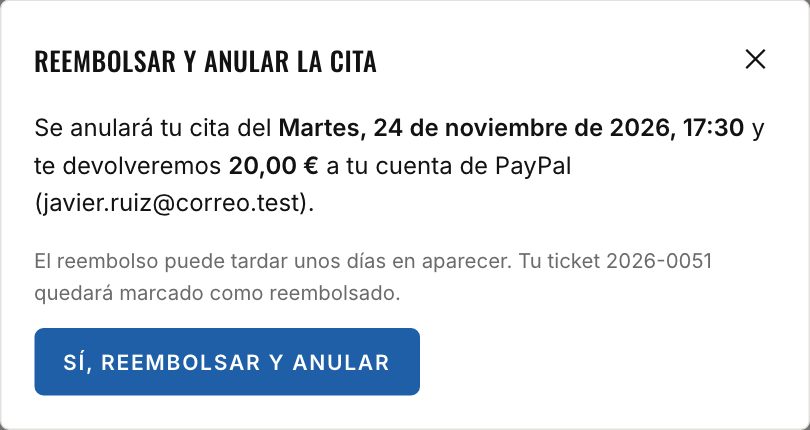 REEMBOLSAR Y ANULAR LA CITA
Se anulará tu cita del Martes, 24 de noviembre de 2026, 17:30 y
te devolveremos 20,00 € a tu cuenta de PayPal
(javier.ruiz@correo.test).
El reembolso puede tardar unos días en aparecer. Tu ticket 2026-0051
quedará marcado como reembolsado.
SÍ, REEMBOLSAR Y ANULAR